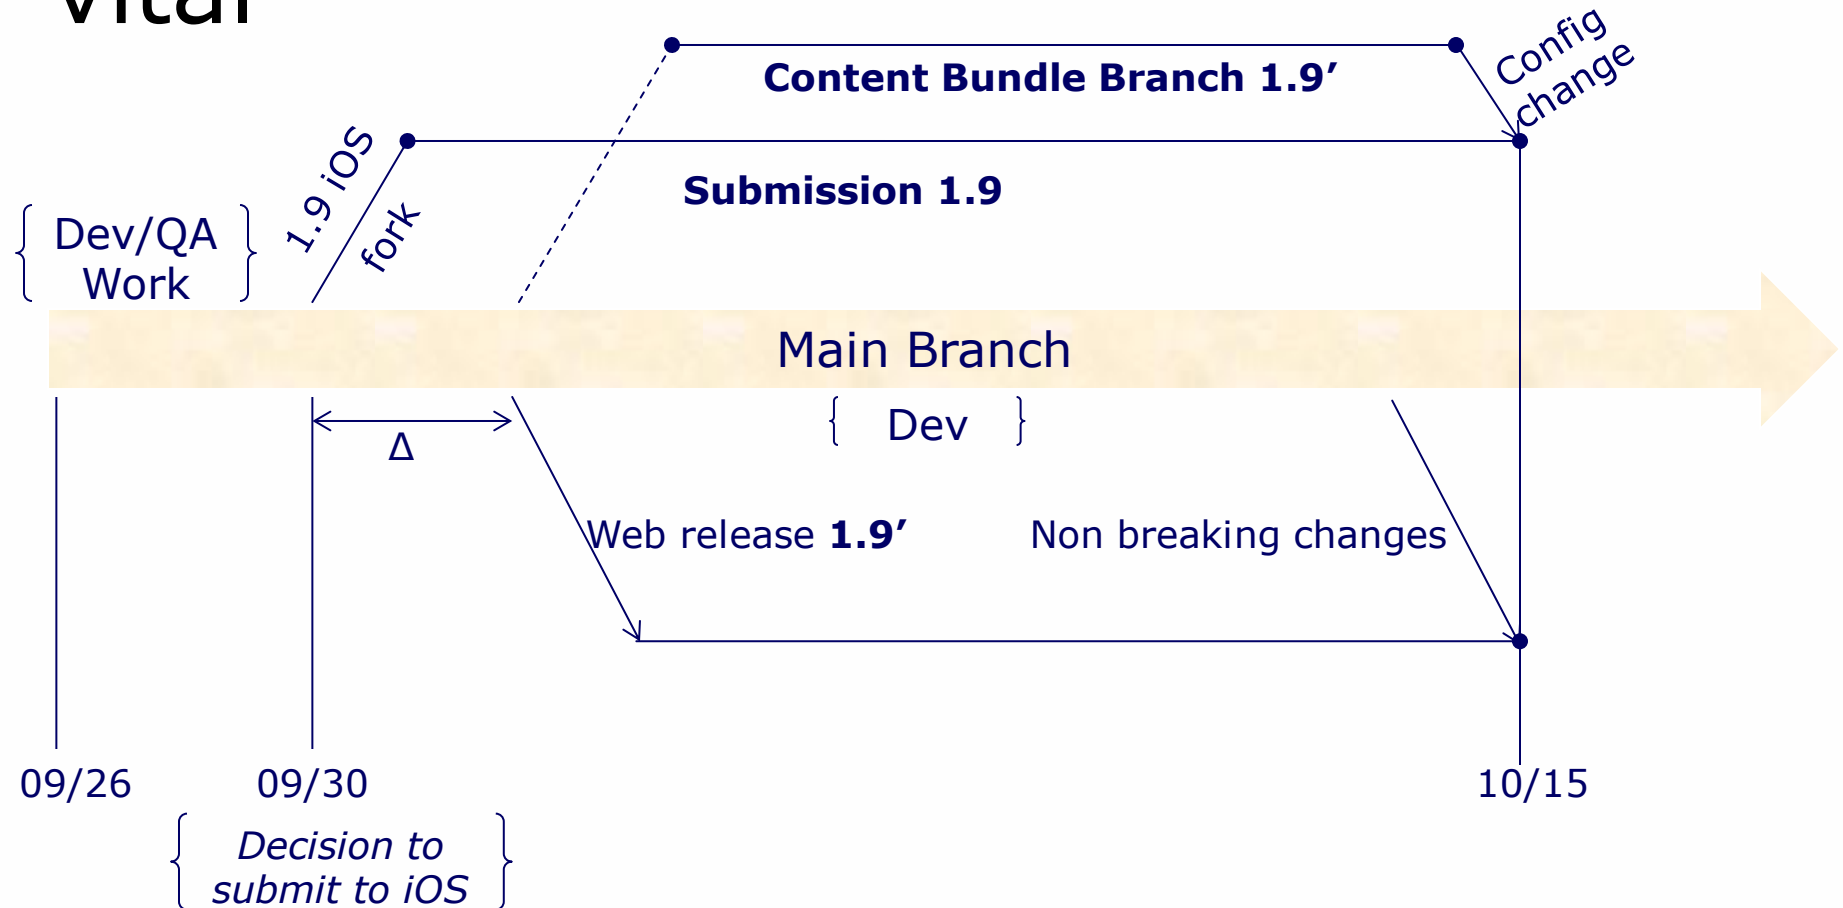 Vital
Config
change
Content Bundle Branch 1.9’
1.9 iOS
fork
Submission 1.9
Dev/QA
Work
Main Branch
Δ
Dev
Web release 1.9’
Non breaking changes
09/26
09/30
10/15
Decision to
submit to iOS